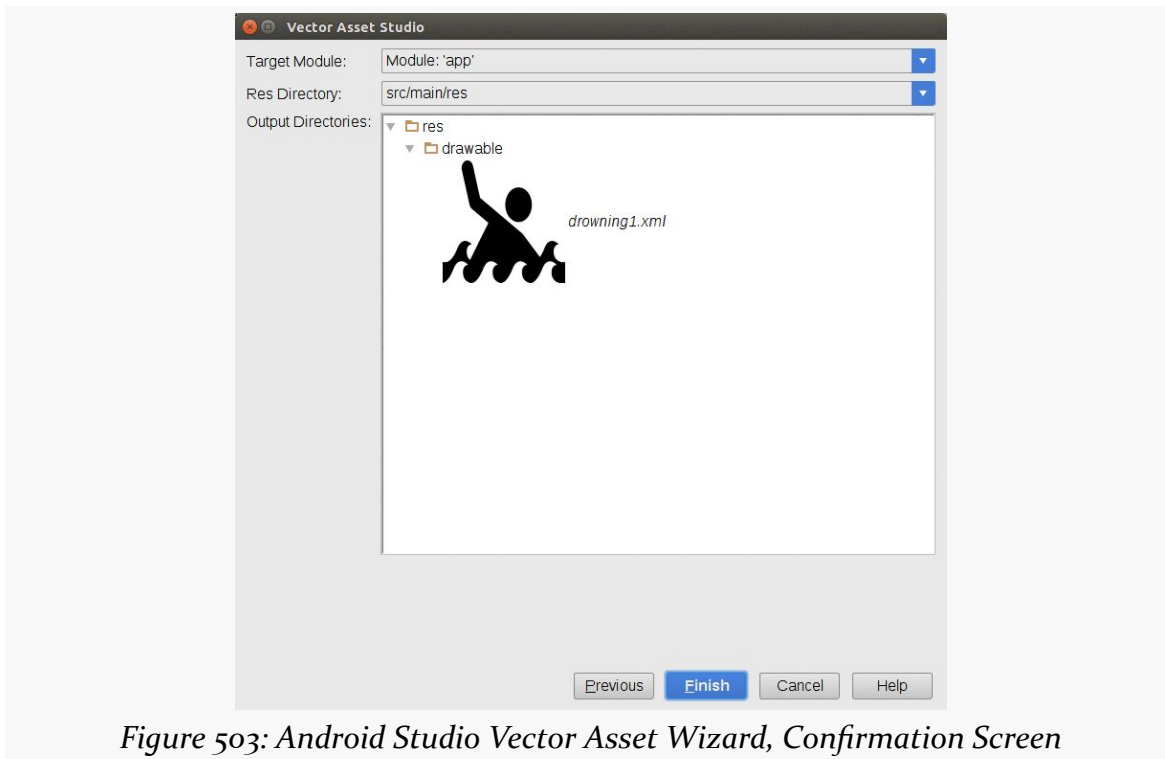 Vector Asset Studio
Target Module: Module: 'app'
Res Directory: src/main/res
Output Directories: res
drawable
drowning1.xml
Previous Finish Cancel Help
Figure 503: Android Studio Vector Asset Wizard, Confirmation Screen